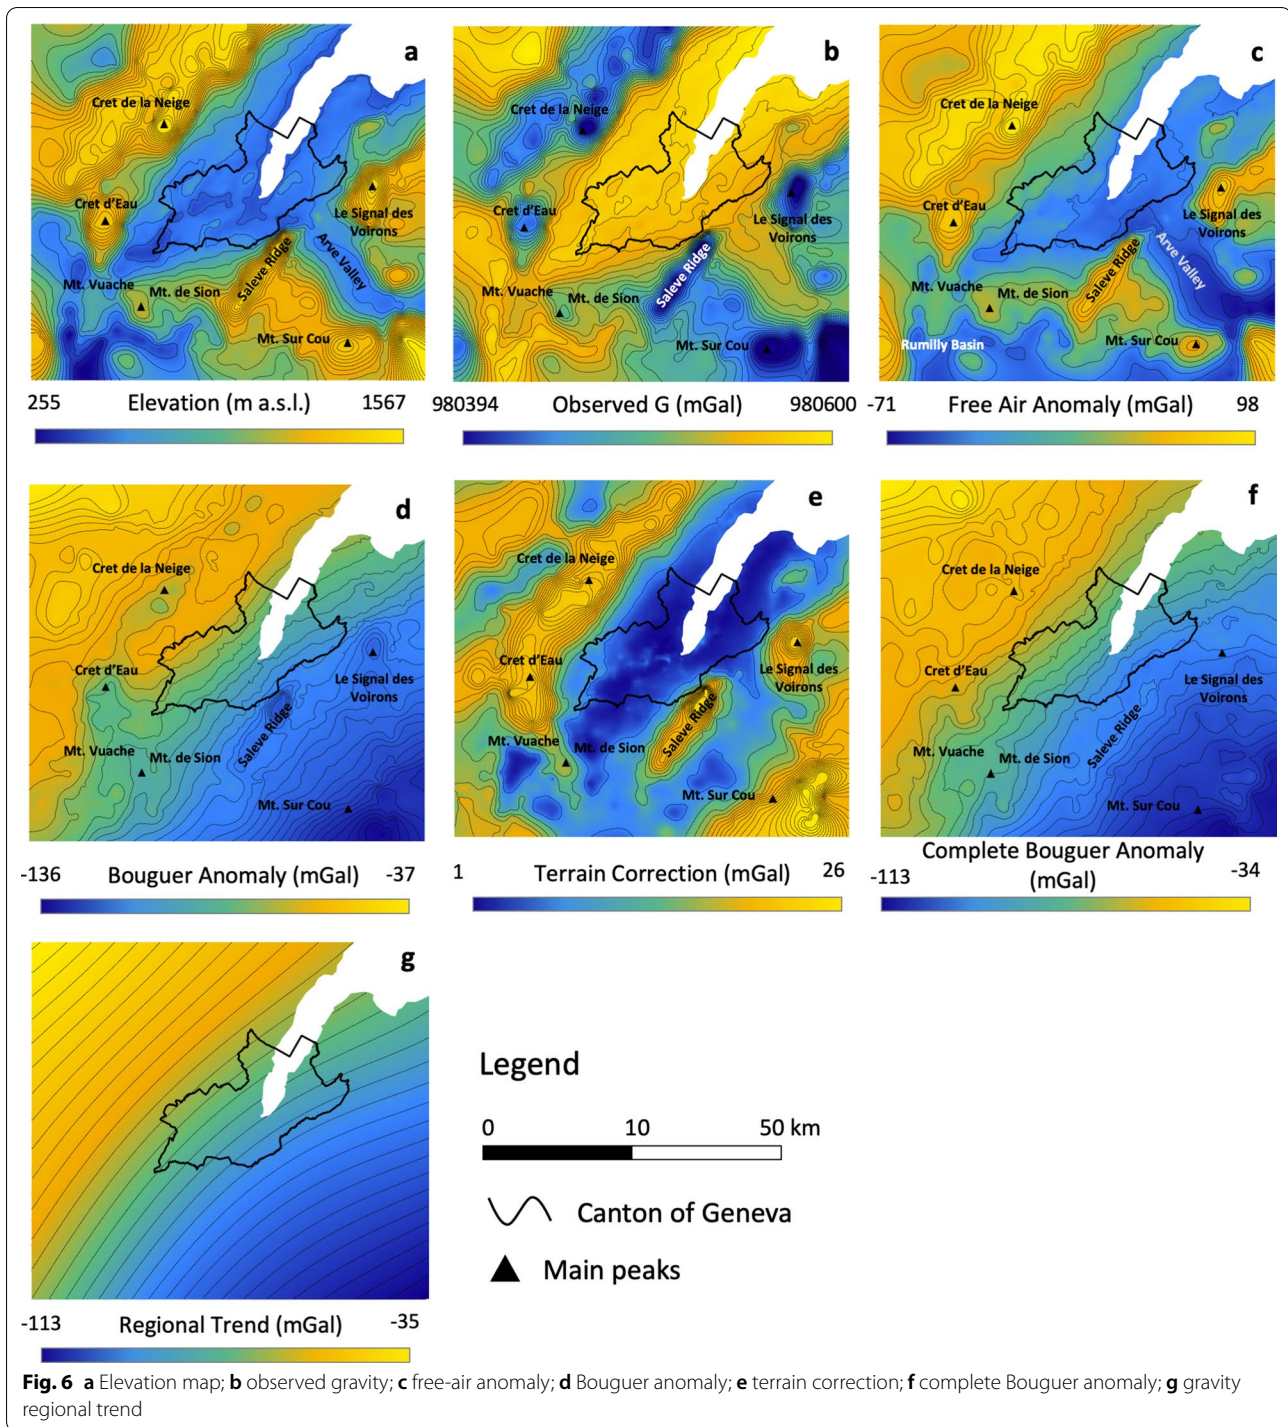 a
Cret de la Neige
Cret d'Eau
Le Signal des
Voirons
Saleve Ridge
Arve Valley
Mt. Vuache
Mt. de Sion
Mt. Sur Cou
255 Elevation (m a.s.l.) 1567
b
Cret de la Neige
Cret d'Eau
Le Signal des
Voirons
Saleve Ridge
Mt. Vuache
Mt. de Sion
Mt. Sur Cou
980394 Observed G (mGal) 980600
c
Cret de la Neige
Cret d'Eau
Le Signal des
Voirons
Saleve Ridge
Arve Valley
Mt. Vuache
Mt. de Sion
Rumilly Basin
Mt. Sur Cou
-71 Free Air Anomaly (mGal) 98
d
Cret de la Neige
Cret d'Eau
Le Signal des
Voirons
Saleve Ridge
Mt. Vuache
Mt. de Sion
Mt. Sur Cou
-136 Bouguer Anomaly (mGal) -37
e
Cret de la Neige
Cret d'Eau
Le Signal des
Voirons
Saleve Ridge
Mt. Vuache
Mt. de Sion
Mt. Sur Cou
1 Terrain Correction (mGal) 26
f
Cret de la Neige
Cret d'Eau
Le Signal des
Voirons
Saleve Ridge
Mt. Vuache
Mt. de Sion
Mt. Sur Cou
Complete Bouguer Anomaly
-113 (mGal) -34
g
-113 Regional Trend (mGal) -35
Legend
0 10 50 km
Canton of Geneva
Main peaks
Fig. 6 a Elevation map; b observed gravity; c free-air anomaly; d Bouguer anomaly; e terrain correction; f complete Bouguer anomaly; g gravity
regional trend